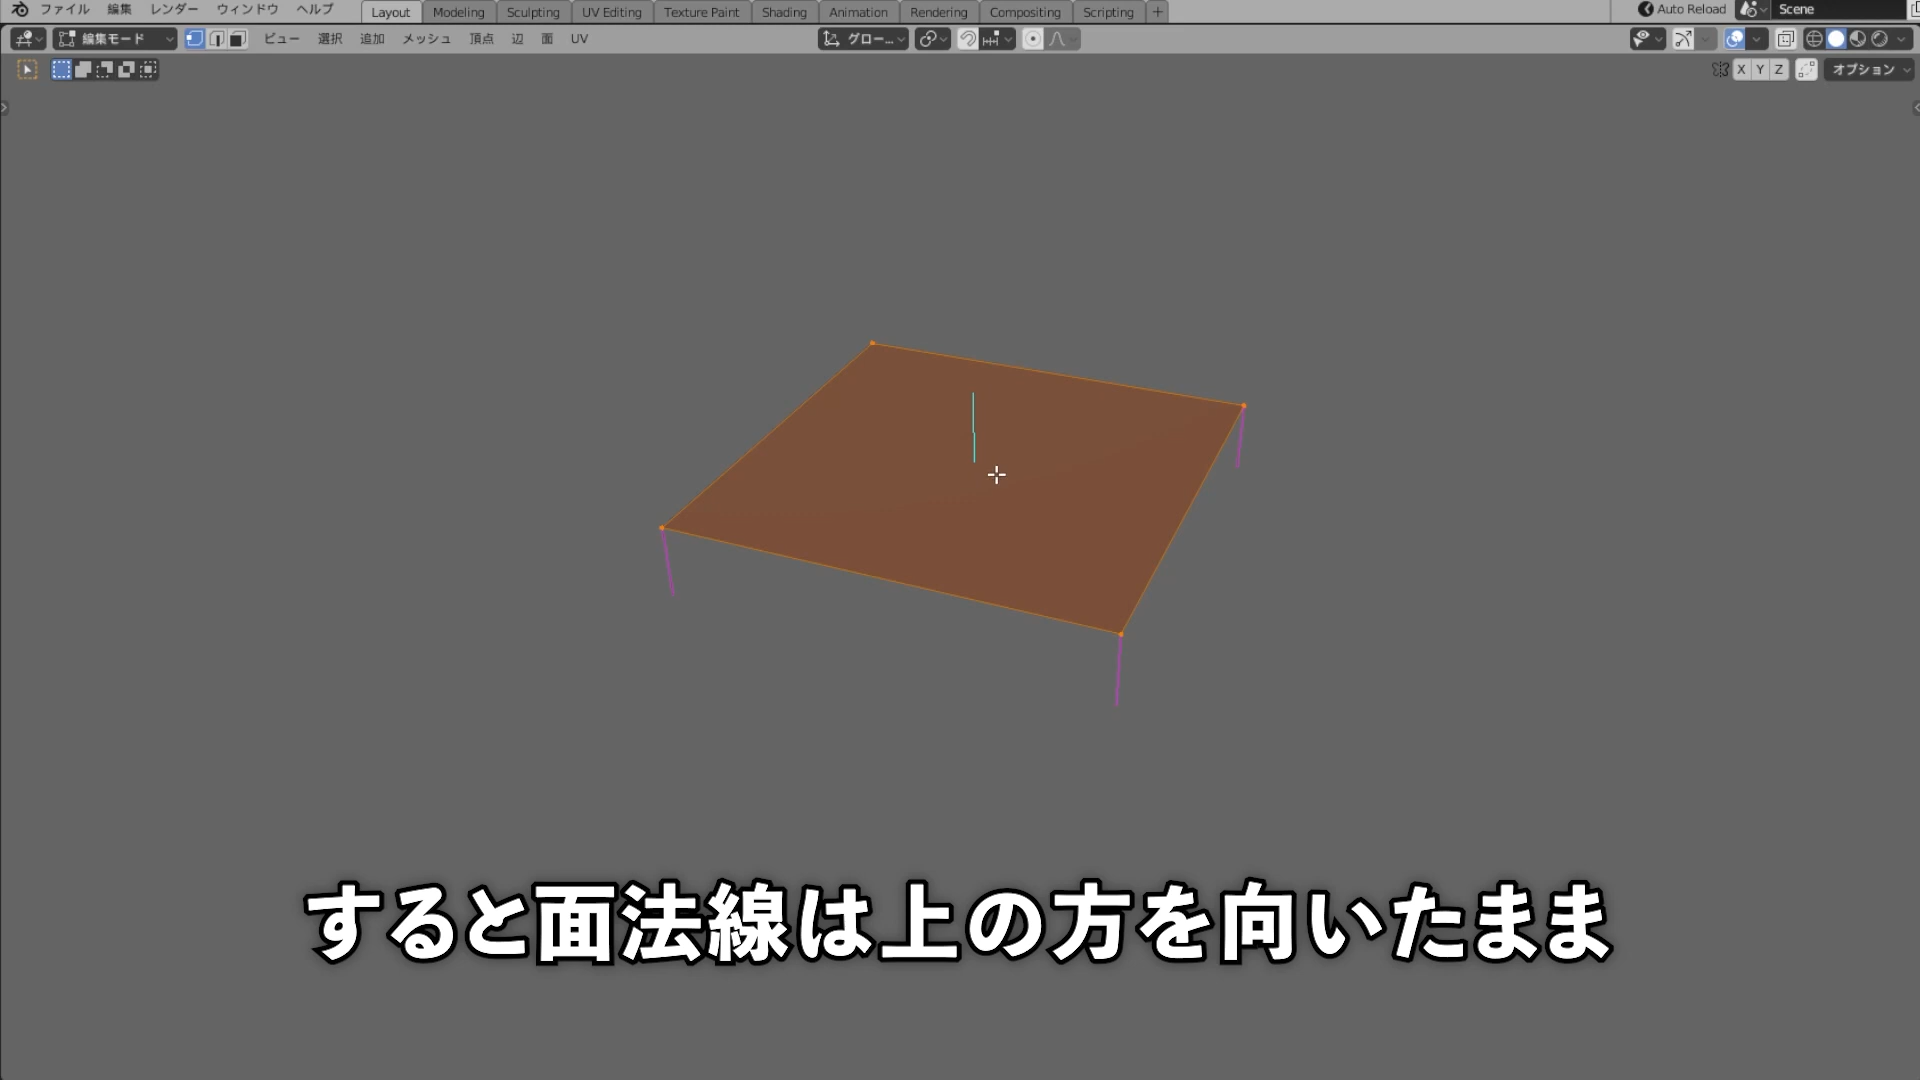 ファイル 編集 レンダー ウィンドウ ヘルプ Layout Modeling Sculpting UV Editing Texture Paint Shading Animation Rendering Compositing Scripting + Auto Reload Scene
編集モード ビュー 選択 追加 メッシュ 頂点 辺 面 UV グロー...
X Y Z オプション
すると面法線は上の方を向いたまま